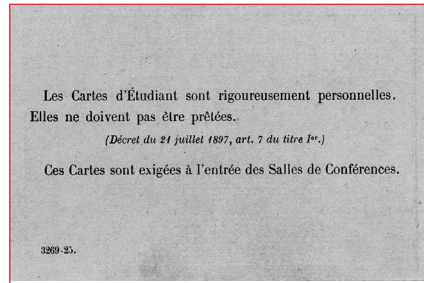 Les Cartes d'Étudiant sont rigoureusement personnelles.
Elles ne doivent pas être prêtées.
(Décret du 21 juillet 1897, art. 7 du titre Ier.)
Ces Cartes sont exigées à l'entrée des Salles de Conférences.
3269-25.